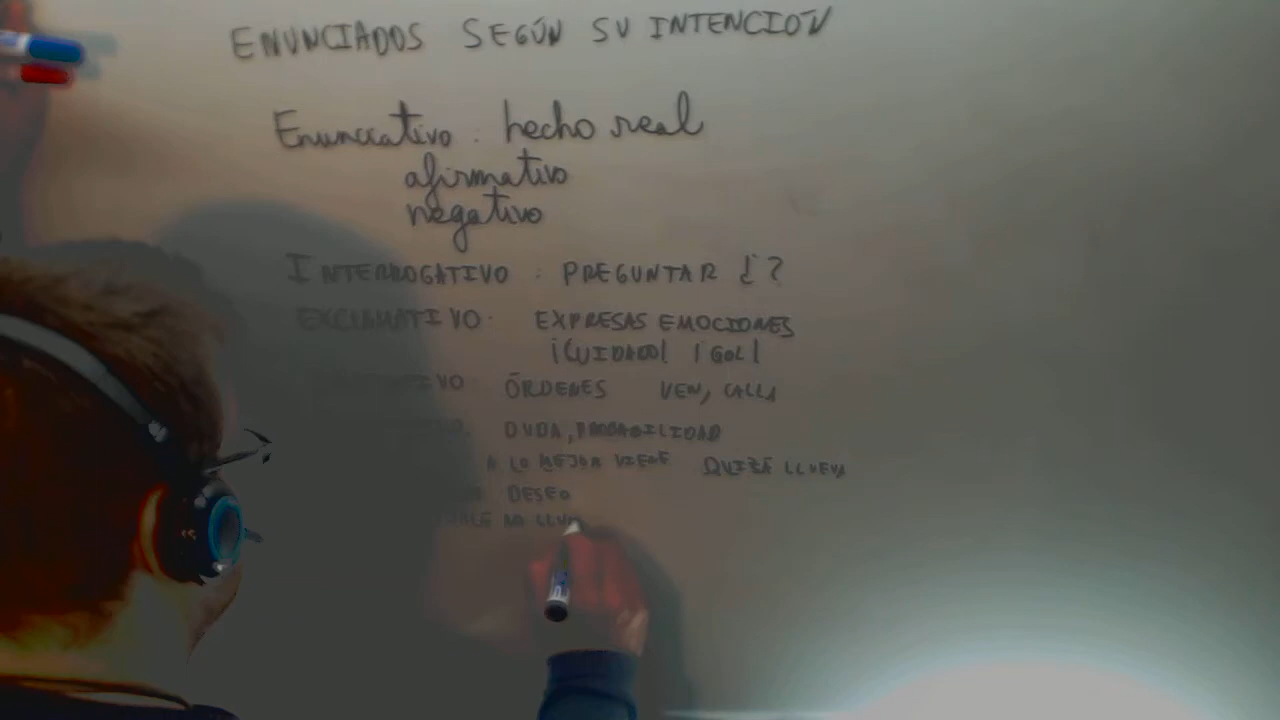 ENUNCIADOS SEGÚN SU INTENCIÓN
Enunciativo : hecho real
afirmativo
negativo
INTERROGATIVO : PREGUNTAR ¿?
EXCLAMATIVO. EXPRESAS EMOCIONES
¡CUIDADO! ¡GOL!
ÓRDENES VEN, CALLA
DUDA, PROBABILIDAD
A LO MEJOR VIENE QUIZÁ LLUEVA
DESEO
NO